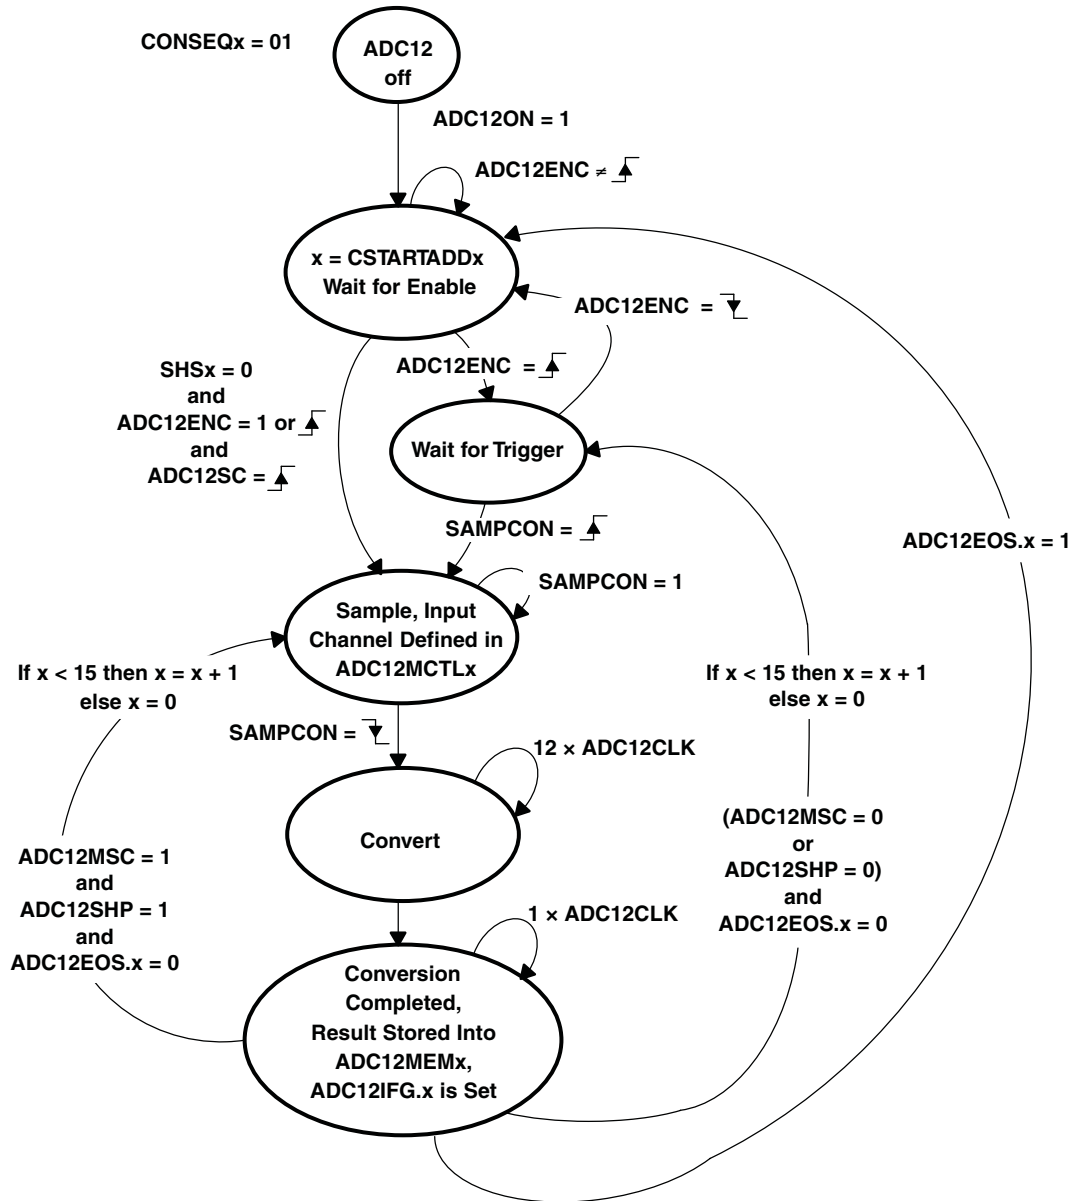 CONSEQx = 01
ADC12
off
ADC12ON = 1
ADC12ENC ≠
x = CSTARTADDx
Wait for Enable
ADC12ENC =
SHSx = 0
and
ADC12ENC = 1 or
and
ADC12SC =
ADC12ENC =
Wait for Trigger
SAMPCON =
ADC12EOS.x = 1
SAMPCON = 1
Sample, Input
Channel Defined in
ADC12MCTLx
If x < 15 then x = x + 1
else x = 0
If x < 15 then x = x + 1
else x = 0
SAMPCON =
12 × ADC12CLK
Convert
(ADC12MSC = 0
or
ADC12SHP = 0)
and
ADC12EOS.x = 0
ADC12MSC = 1
and
ADC12SHP = 1
and
ADC12EOS.x = 0
1 × ADC12CLK
Conversion
Completed,
Result Stored Into
ADC12MEMx,
ADC12IFG.x is Set